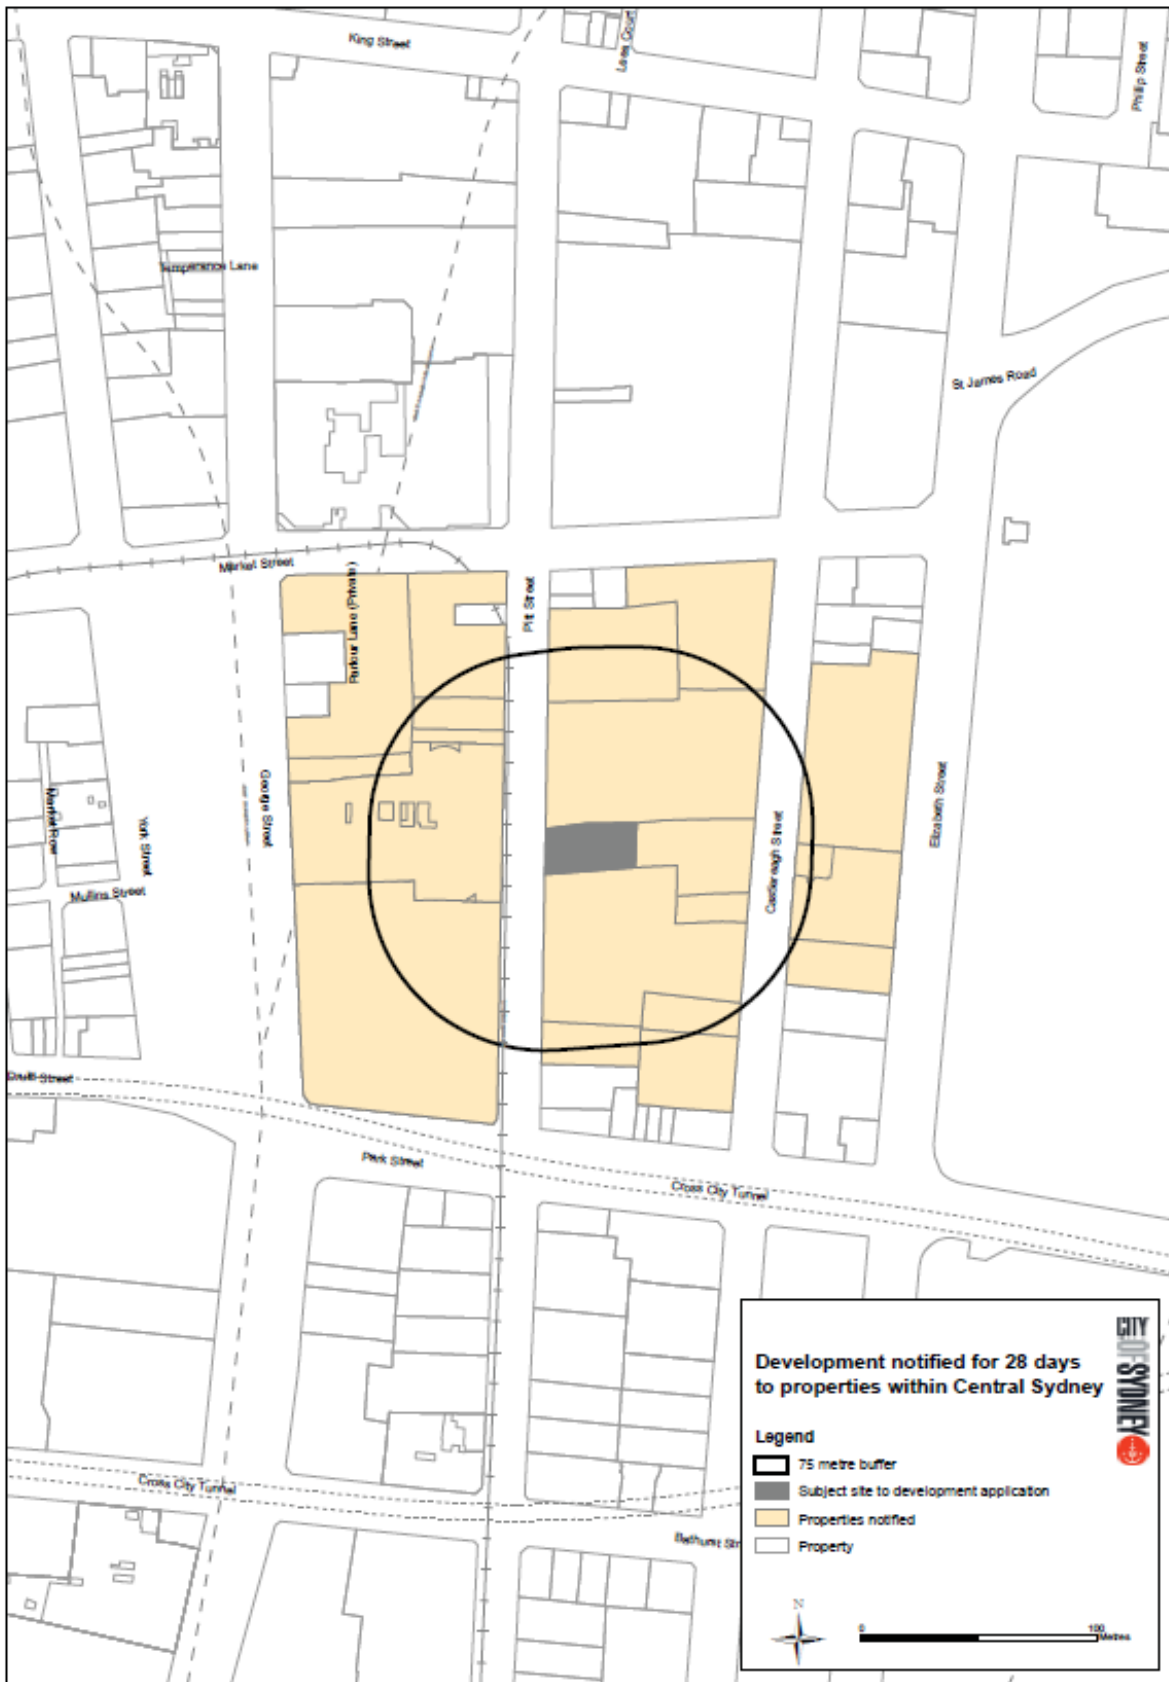 King Street
Lees Court
Phillip Street
Temperance Lane
St James Road
Market Street
Parlour Lane (Private)
Pitt Street
George Street
Elizabeth Street
Castlereagh Street
Market Row
York Street
Mullins Street
Druitt Street
Park Street
Cross City Tunnel
Cross City Tunnel
Bathurst Str
CITY OF SYDNEY
Development notified for 28 days
to properties within Central Sydney
Legend
75 metre buffer
Subject site to development application
Properties notified
Property
N
0 100
Metres